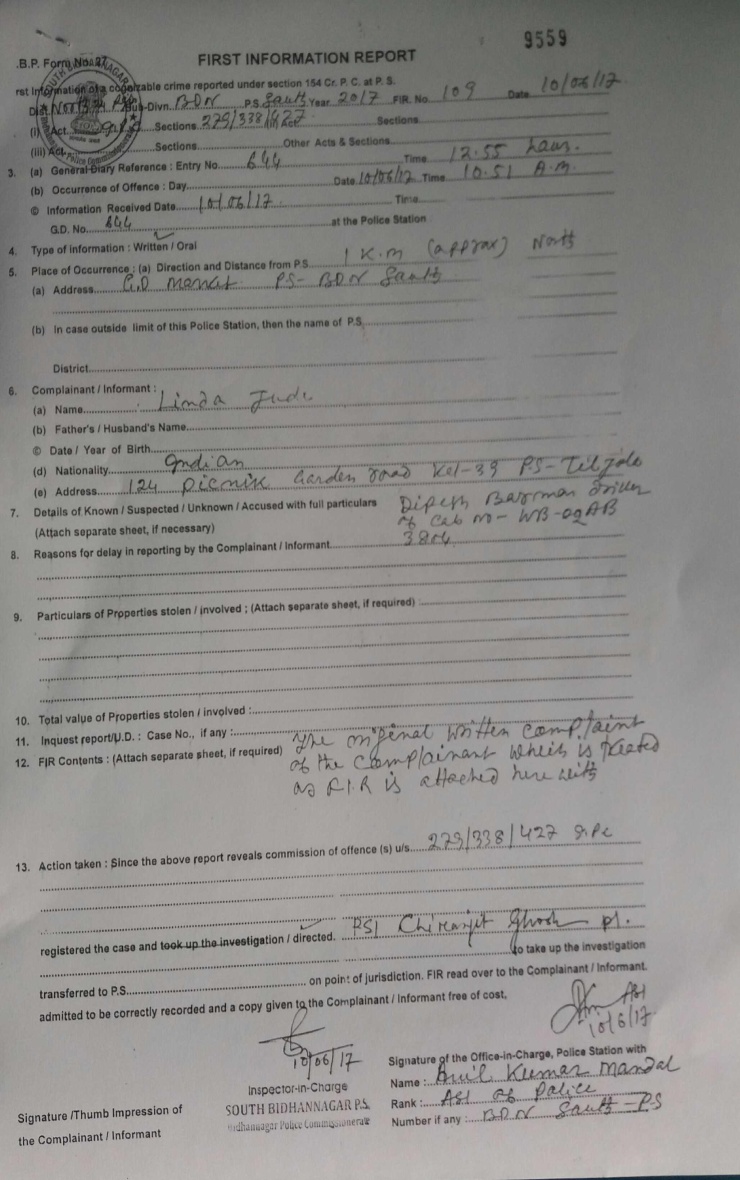 9559
.B.P. Form No. 27
FIRST INFORMATION REPORT
rst Information of a cognizable crime reported under section 154 Cr. P. C. at P. S.
Sub-Divn. BDN P.S. South Year 2017 FIR. No. 109 Date 10/06/17
(i) Act Sections 279/338/427 Sections
(iii) Act Sections Other Acts & Sections
3. (a) General Diary Reference : Entry No. 644 Time 12.55 hours.
(b) Occurrence of Offence : Day Date 10/06/17 Time 10.51 A.M.
© Information Received Date 10/06/17. Time
G.D. No. 644 at the Police Station
4. Type of information : Written / Oral
5. Place of Occurrence : (a) Direction and Distance from P.S. 1 K.m (approx) North
(a) Address G.D Market PS- BDN South
(b) In case outside limit of this Police Station, then the name of P.S.
District
6. Complainant / Informant :
(a) Name Linda Jude
(b) Father's / Husband's Name
© Date / Year of Birth
(d) Nationality Indian
(e) Address 124 Picnik Garden road Kol-39 PS- Tiljala
7. Details of Known / Suspected / Unknown / Accused with full particulars Dipesh Barman driver
(Attach separate sheet, if necessary) of Cab no- WB-02AB
3804
8. Reasons for delay in reporting by the Complainant / Informant
9. Particulars of Properties stolen / involved ; (Attach separate sheet, if required) :
10. Total value of Properties stolen / involved :
11. Inquest report/U.D. : Case No., if any :
12. FIR Contents : (Attach separate sheet, if required) The original written complaint
of the complainant which is treated
as F.I.R is attached here with
13. Action taken : Since the above report reveals commission of offence (s) u/s 279/338/427 IPC
registered the case and took up the investigation / directed. PSI Chiranjit Ghosh pl.
to take up the investigation
transferred to P.S. on point of jurisdiction. FIR read over to the Complainant / Informant.
admitted to be correctly recorded and a copy given to the Complainant / Informant free of cost,
ASI
10/6/17
10/06/17
Signature of the Office-in-Charge, Police Station with
Inspector-in-Charge
Name : Anil Kumar Mandal
SOUTH BIDHANNAGAR P.S.
Rank : ASI of Police
Bidhannagar Police Commissionerate
Number if any : BDN South - PS
Signature /Thumb Impression of
the Complainant / Informant